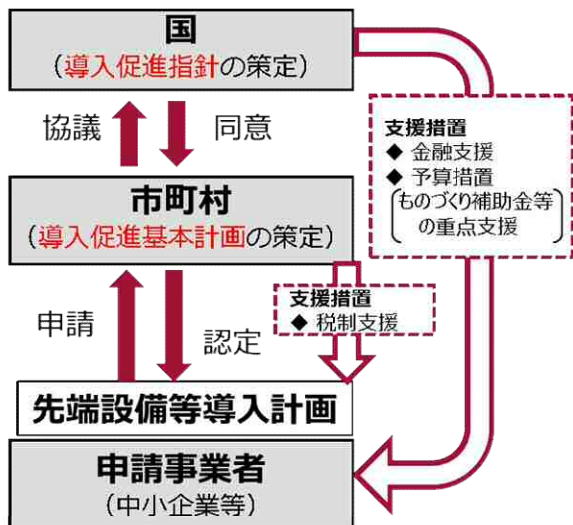 国
（導入促進指針の策定）
協議
同意
支援措置
◆ 金融支援
◆ 予算措置
ものづくり補助金等
の重点支援
市町村
（導入促進基本計画の策定）
申請
認定
支援措置
◆ 税制支援
先端設備等導入計画
申請事業者
（中小企業等）